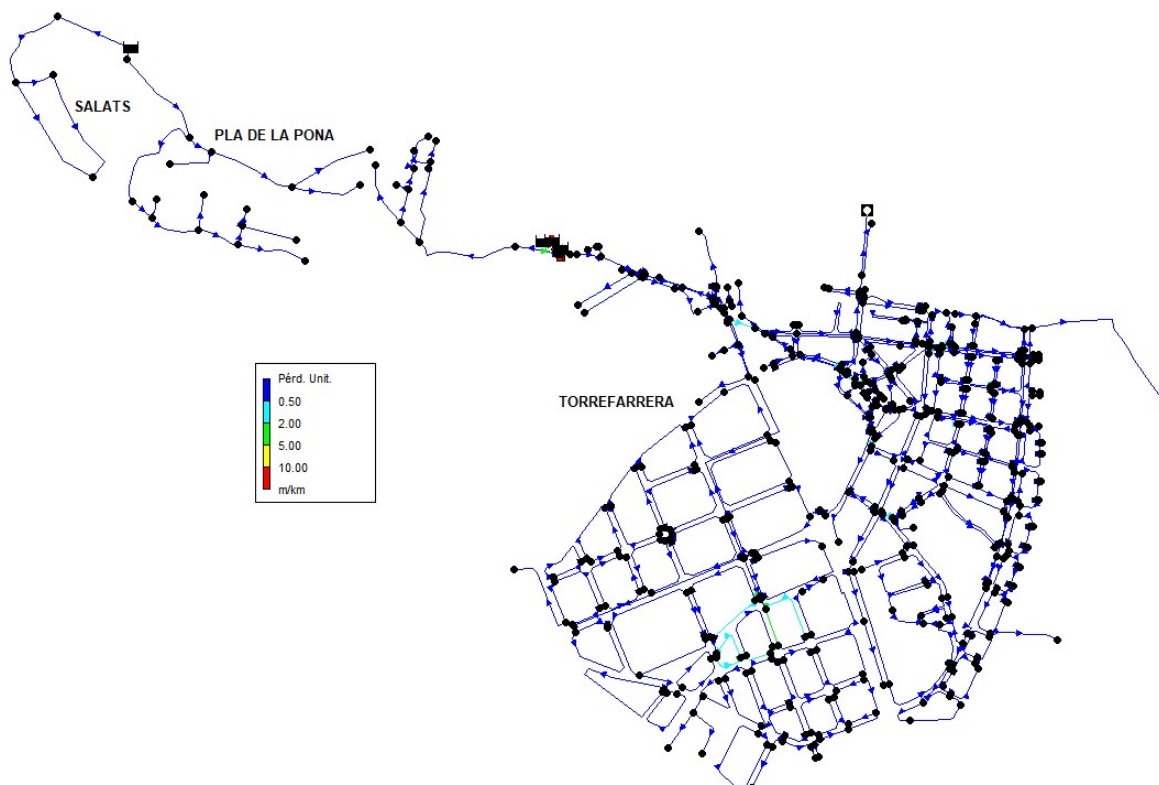 SALATS
PLA DE LA PONA
TORREFARRERA
Pérd. Unit.
0.50
2.00
5.00
10.00
m/km